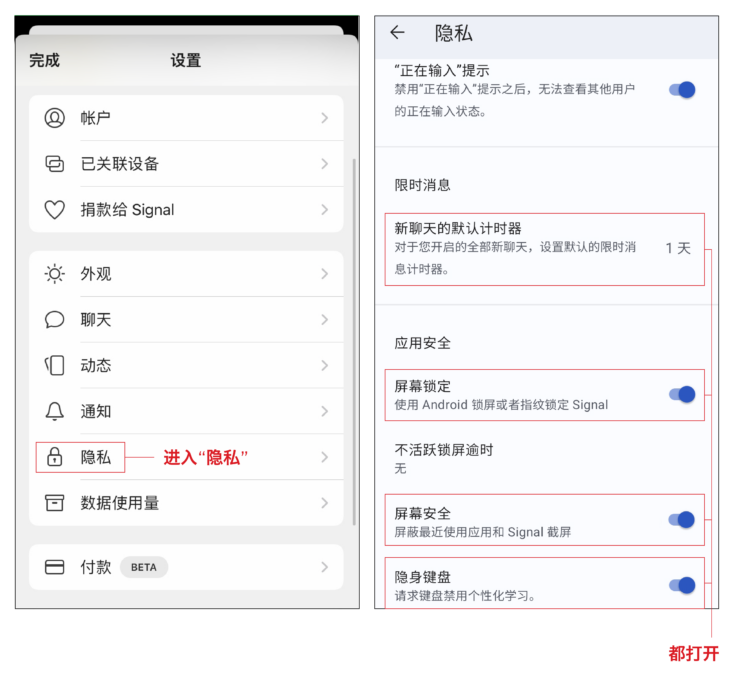 完成
设置
帐户
已关联设备
捐款给 Signal
外观
聊天
动态
通知
隐私
进入“隐私”
数据使用量
付款 BETA
隐私
“正在输入”提示
禁用“正在输入”提示之后，无法查看其他用户
的正在输入状态。
限时消息
新聊天的默认计时器
对于您开启的全部新聊天，设置默认的限时消
息计时器。
1 天
应用安全
屏幕锁定
使用 Android 锁屏或者指纹锁定 Signal
不活跃锁屏逾时
无
屏幕安全
屏蔽最近使用应用和 Signal 截屏
隐身键盘
请求键盘禁用个性化学习。
都打开